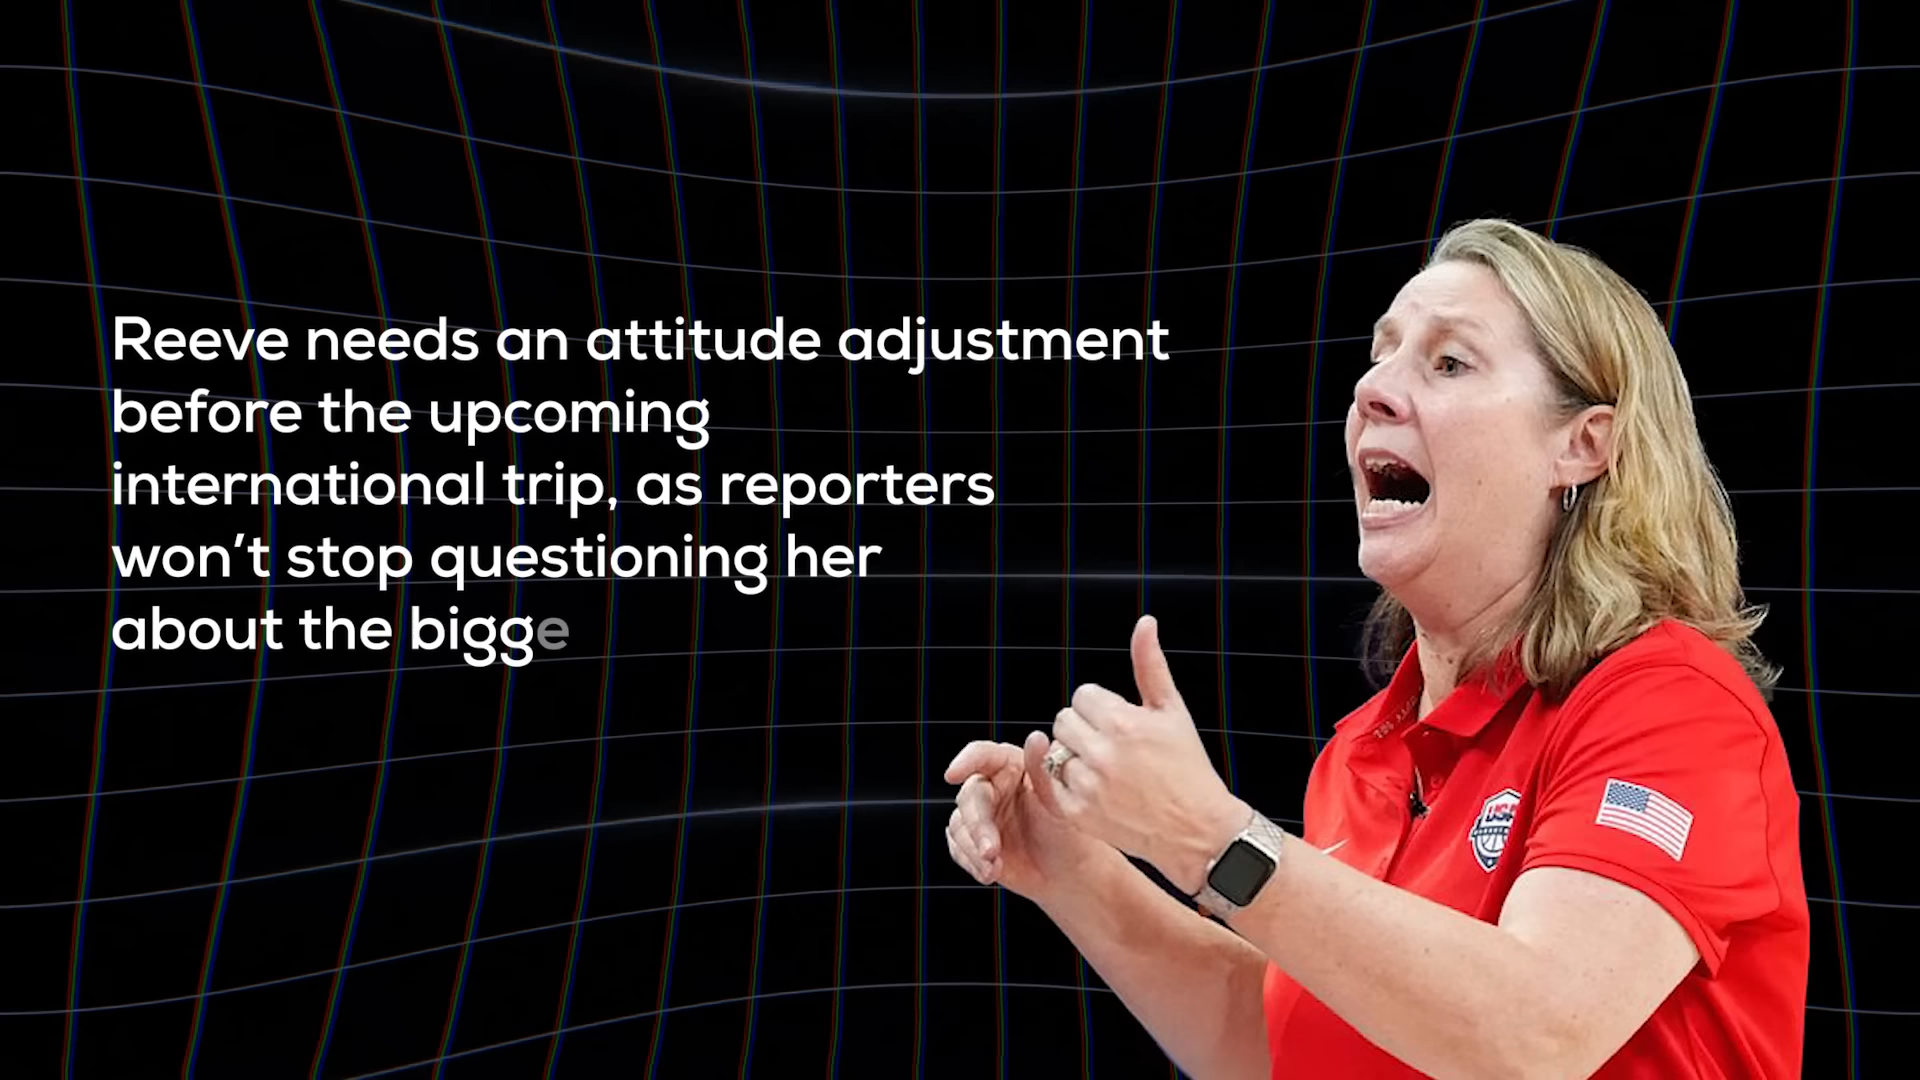 Reeve needs an attitude adjustment
before the upcoming
international trip, as reporters
won’t stop questioning her
about the bigge
USA